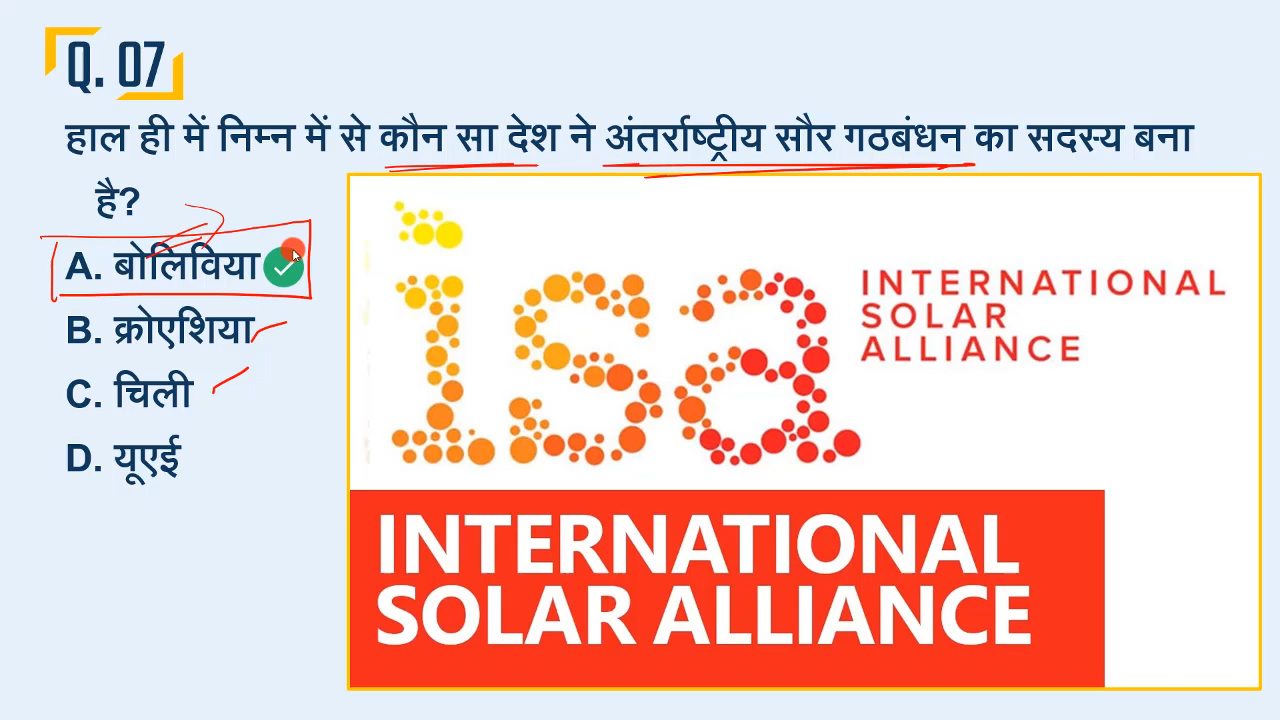 Q. 07
हाल ही में निम्न में से कौन सा देश ने अंतर्राष्ट्रीय सौर गठबंधन का सदस्य बना
है?
A. बोलिविया
B. क्रोएशिया
C. चिली
D. यूएई
isa
INTERNATIONAL
SOLAR
ALLIANCE
INTERNATIONAL
SOLAR ALLIANCE